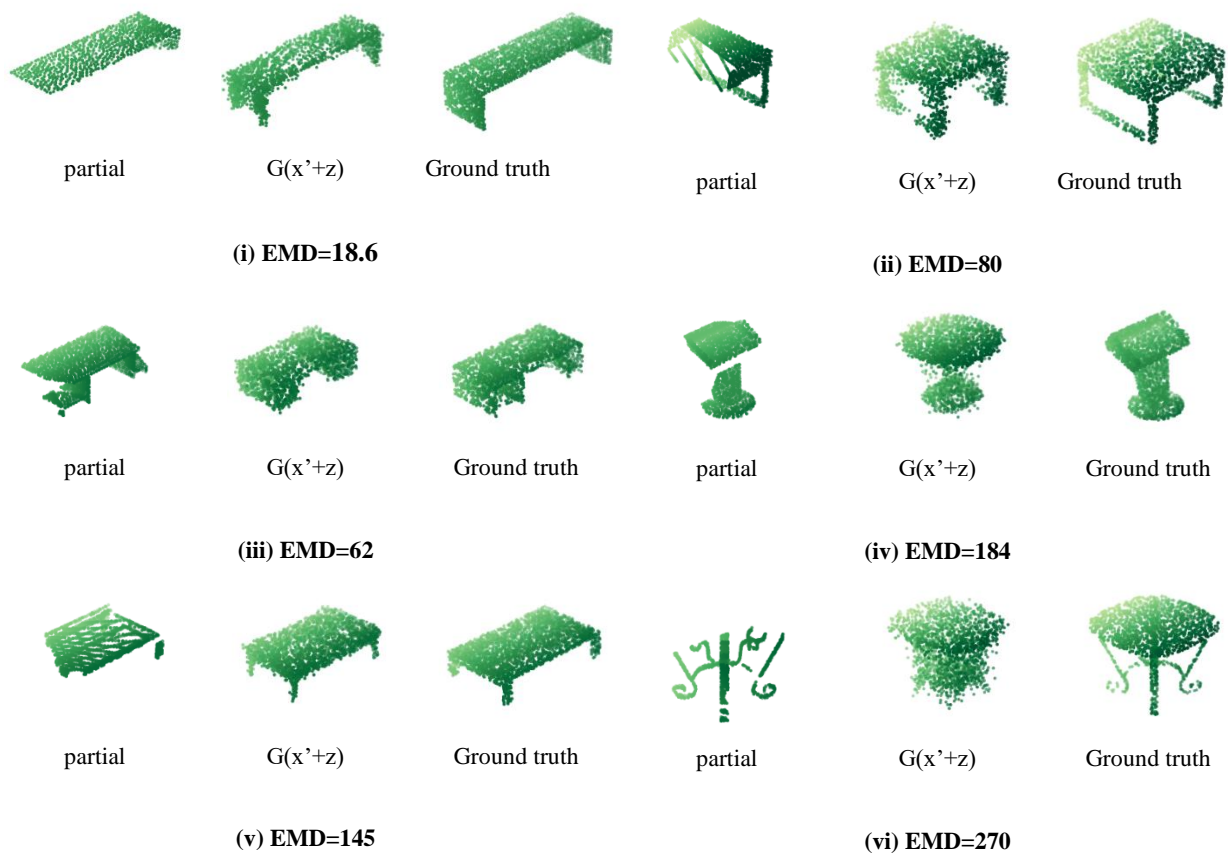 partial G(x’+z) Ground truth
partial G(x’+z) Ground truth
(i) EMD=18.6
(ii) EMD=80
partial G(x’+z) Ground truth
partial G(x’+z) Ground truth
(iii) EMD=62
(iv) EMD=184
partial G(x’+z) Ground truth
partial G(x’+z) Ground truth
(v) EMD=145
(vi) EMD=270